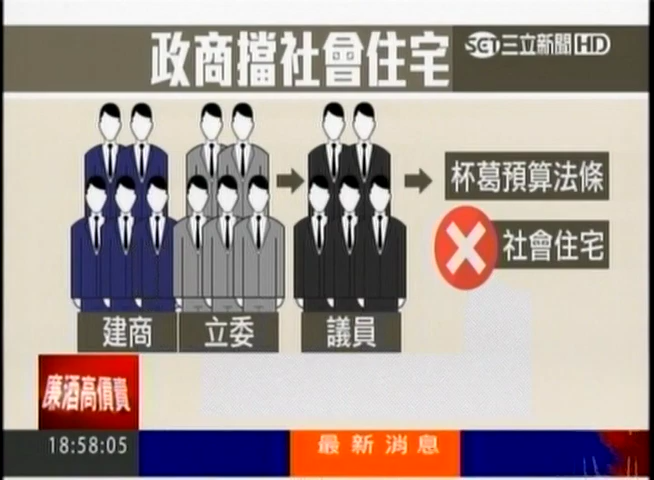 政商擋社會住宅
SET三立新聞HD
杯葛預算法條
社會住宅
建商
立委
議員
廉酒高價賣
18:58:05
最新消息